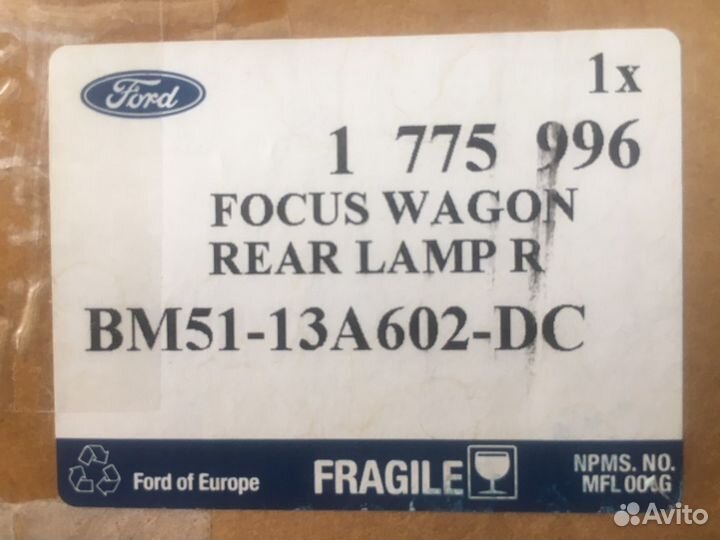 Ford
1x
1 775 996
FOCUS WAGON
REAR LAMP R
BM51-13A602-DC
Ford of Europe
FRAGILE
NPMS. NO.
MFL 004G
Avito